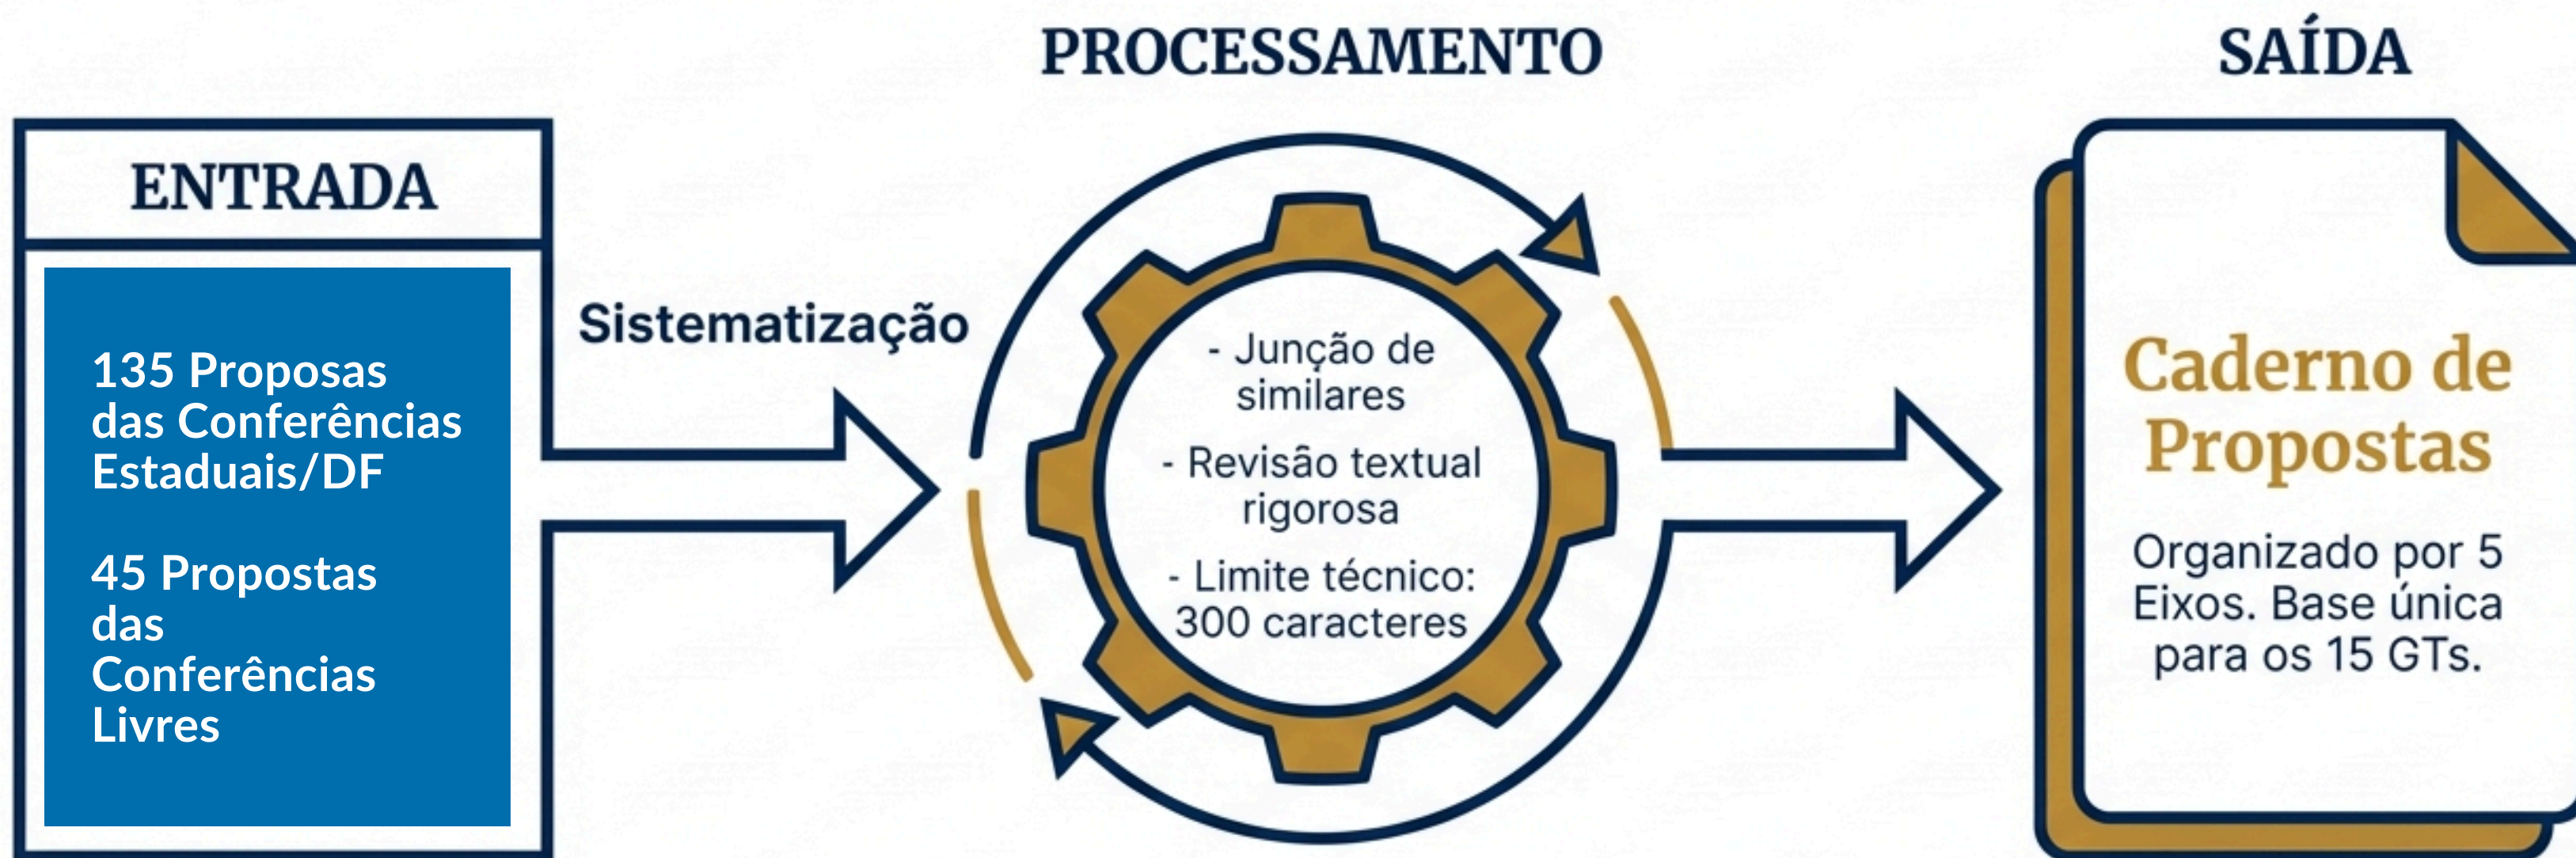 ENTRADA
135 Proposas
das Conferências
Estaduais/DF
45 Propostas
das
Conferências
Livres
Sistematização
PROCESSAMENTO
- Junção de
similares
- Revisão textual
rigorosa
- Limite técnico:
300 caracteres
SAÍDA
Caderno de
Propostas
Organizado por 5
Eixos. Base única
para os 15 GTs.